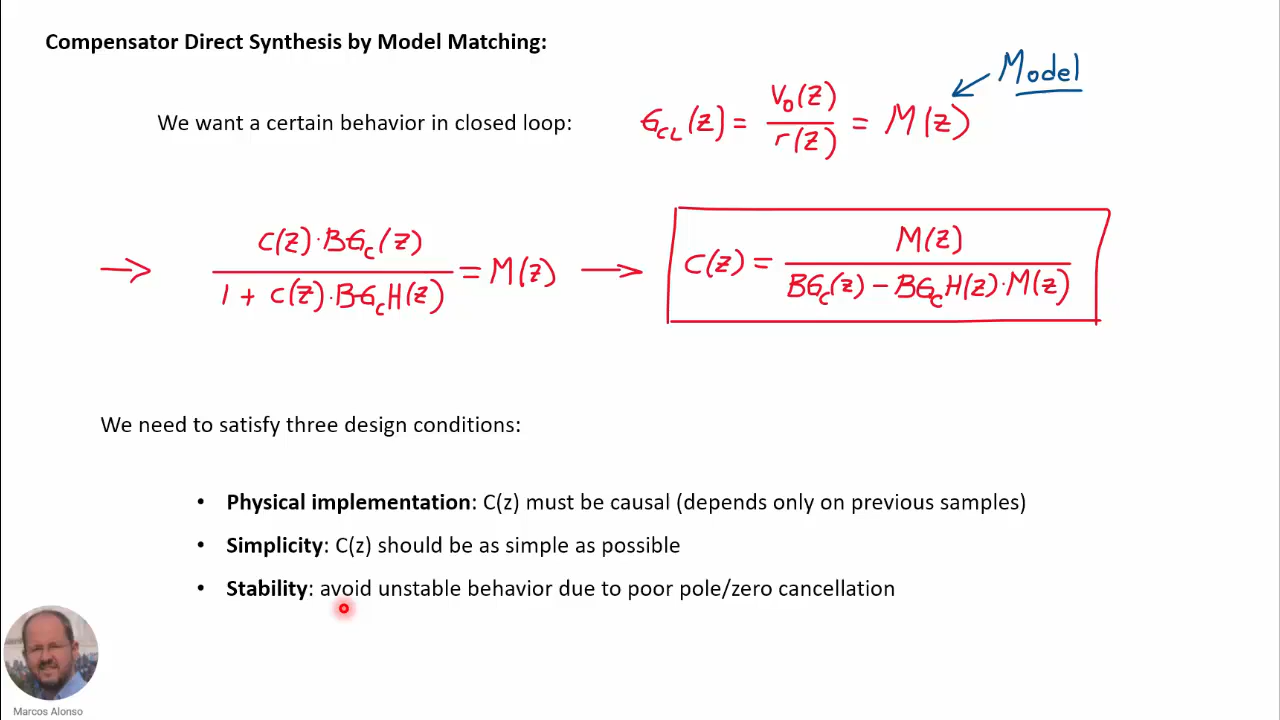 Compensator Direct Synthesis by Model Matching:
Model
We want a certain behavior in closed loop: G_CL(z) = V_o(z) / r(z) = M(z)
→ C(z)·BG_c(z) / 1 + C(z)·BG_cH(z) = M(z) → C(z) = M(z) / BG_c(z) − BG_cH(z)·M(z)
We need to satisfy three design conditions:
• Physical implementation: C(z) must be causal (depends only on previous samples)
• Simplicity: C(z) should be as simple as possible
• Stability: avoid unstable behavior due to poor pole/zero cancellation
Marcos Alonso